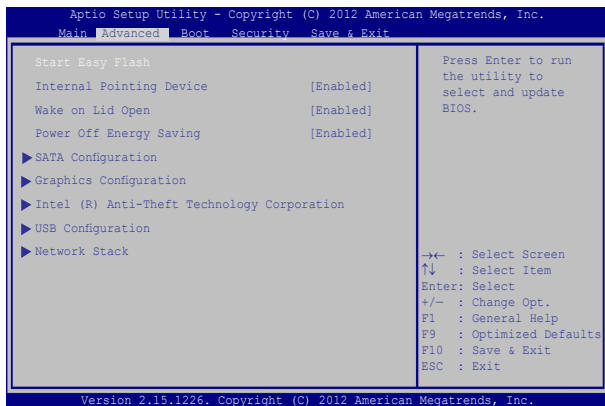 Aptio Setup Utility - Copyright (C) 2012 American Megatrends, Inc.
Main Advanced Boot Security Save & Exit
Start Easy Flash
Internal Pointing Device [Enabled]
Wake on Lid Open [Enabled]
Power Off Energy Saving [Enabled]
SATA Configuration
Graphics Configuration
Intel (R) Anti-Theft Technology Corporation
USB Configuration
Network Stack
Press Enter to run
the utility to
select and update
BIOS.
→← : Select Screen
↑↓ : Select Item
Enter: Select
+/— : Change Opt.
F1 : General Help
F9 : Optimized Defaults
F10 : Save & Exit
ESC : Exit
Version 2.15.1226. Copyright (C) 2012 American Megatrends, Inc.